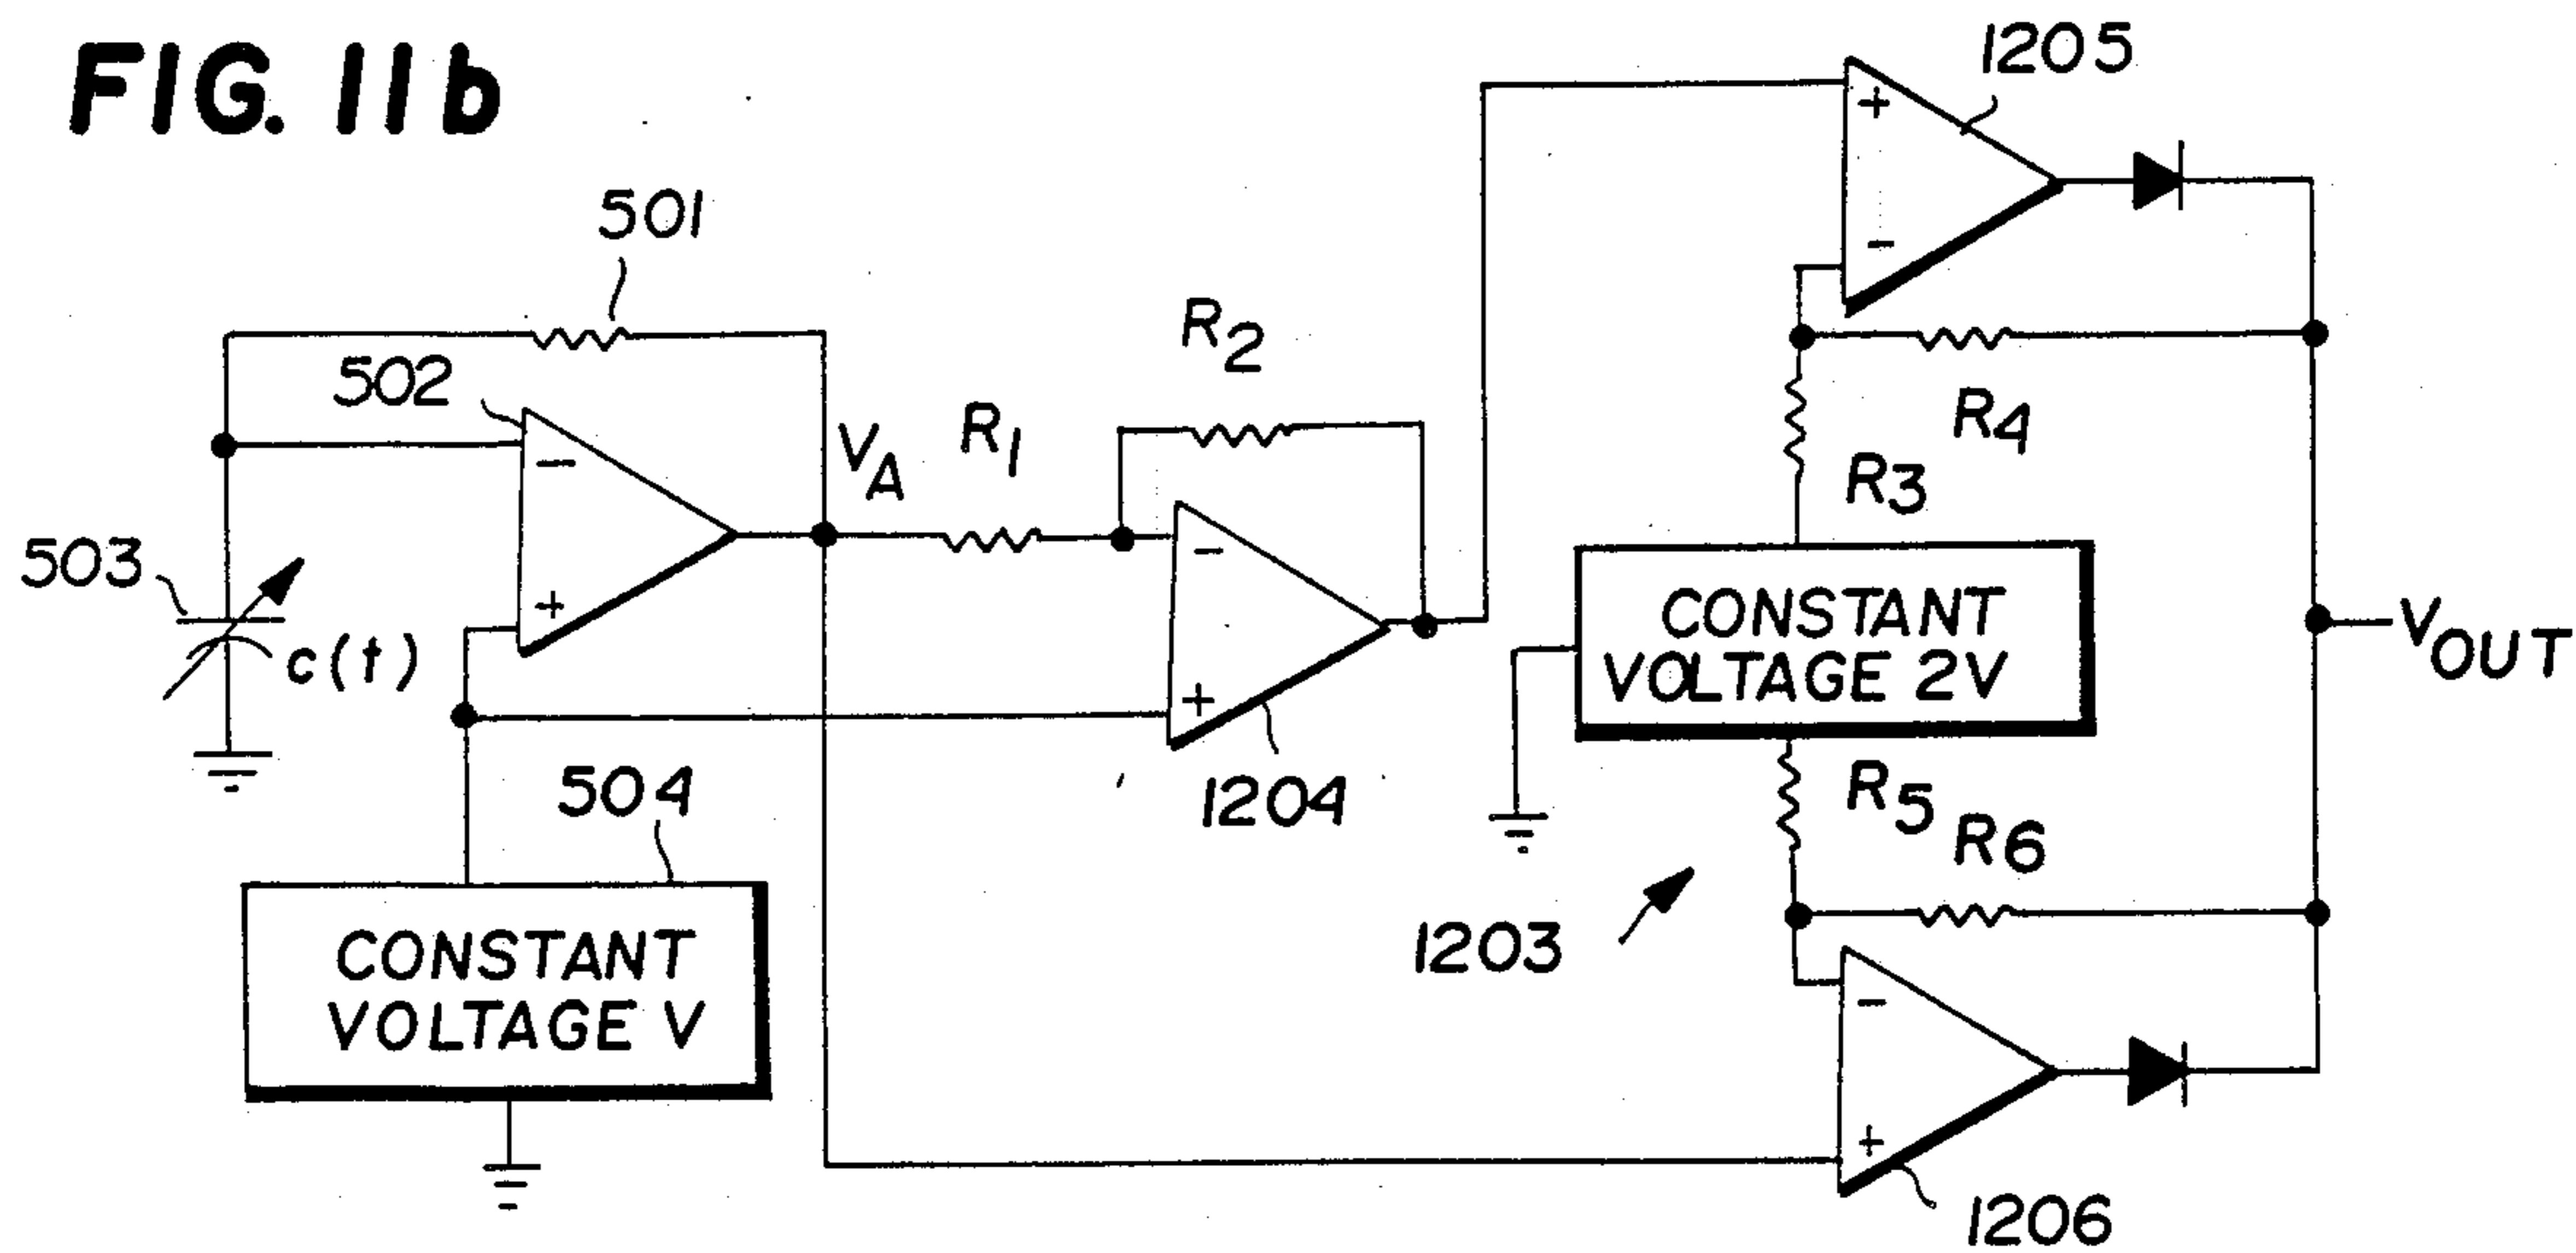 FIG. 11b
1205
501
502
R2
R1
VA
R4
R3
503
c(t)
CONSTANT
VOLTAGE 2V
VOUT
504
1204
R5
R6
1203
CONSTANT
VOLTAGE V
1206
+
-
-
+
-
+
-
+